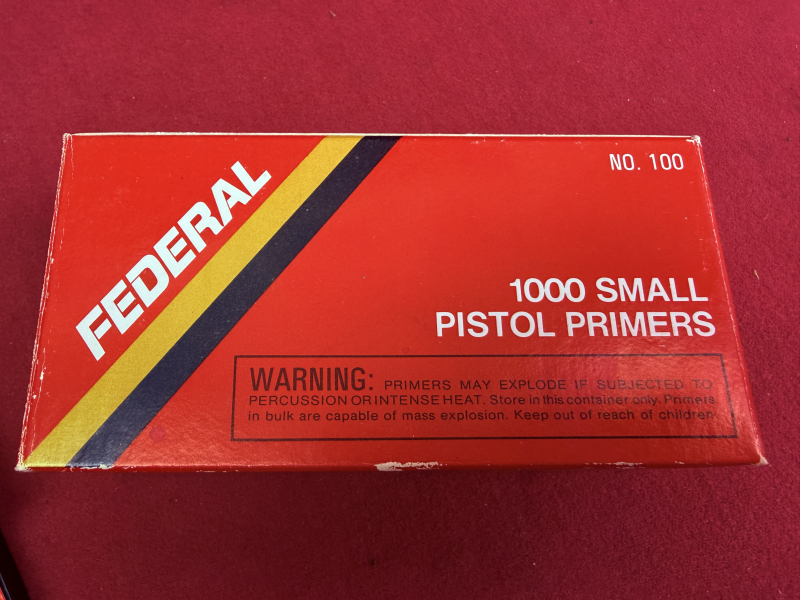 FEDERAL
NO. 100
1000 SMALL
PISTOL PRIMERS
WARNING: PRIMERS MAY EXPLODE IF SUBJECTED TO
PERCUSSION OR INTENSE HEAT. Store in this container only. Primers
in bulk are capable of mass explosion. Keep out of reach of children.